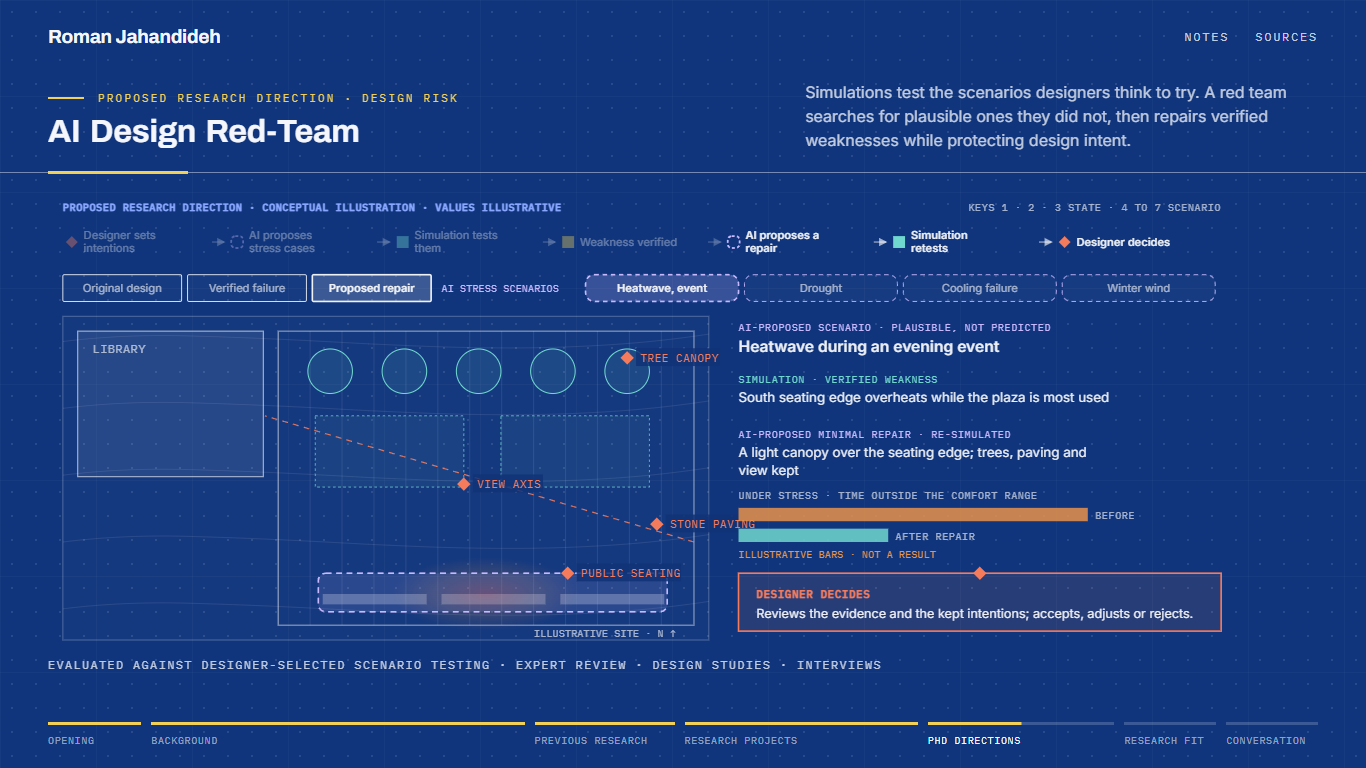 Roman Jahandideh
NOTES SOURCES
PROPOSED RESEARCH DIRECTION · DESIGN RISK
AI Design Red-Team
Simulations test the scenarios designers think to try. A red team
searches for plausible ones they did not, then repairs verified
weaknesses while protecting design intent.
PROPOSED RESEARCH DIRECTION · CONCEPTUAL ILLUSTRATION · VALUES ILLUSTRATIVE
KEYS 1 · 2 · 3 STATE · 4 TO 7 SCENARIO
Designer sets
intentions
AI proposes
stress cases
Simulation tests
them
Weakness verified
AI proposes a
repair
Simulation
retests
Designer decides
Original design
Verified failure
Proposed repair
AI STRESS SCENARIOS
Heatwave, event
Drought
Cooling failure
Winter wind
LIBRARY
TREE CANOPY
VIEW AXIS
STONE PAVING
PUBLIC SEATING
ILLUSTRATIVE SITE · N ↑
AI-PROPOSED SCENARIO · PLAUSIBLE, NOT PREDICTED
Heatwave during an evening event
SIMULATION · VERIFIED WEAKNESS
South seating edge overheats while the plaza is most used
AI-PROPOSED MINIMAL REPAIR · RE-SIMULATED
A light canopy over the seating edge; trees, paving and
view kept
UNDER STRESS · TIME OUTSIDE THE COMFORT RANGE
BEFORE
AFTER REPAIR
ILLUSTRATIVE BARS · NOT A RESULT
DESIGNER DECIDES
Reviews the evidence and the kept intentions; accepts, adjusts or rejects.
EVALUATED AGAINST DESIGNER-SELECTED SCENARIO TESTING · EXPERT REVIEW · DESIGN STUDIES · INTERVIEWS
OPENING
BACKGROUND
PREVIOUS RESEARCH
RESEARCH PROJECTS
PHD DIRECTIONS
RESEARCH FIT
CONVERSATION